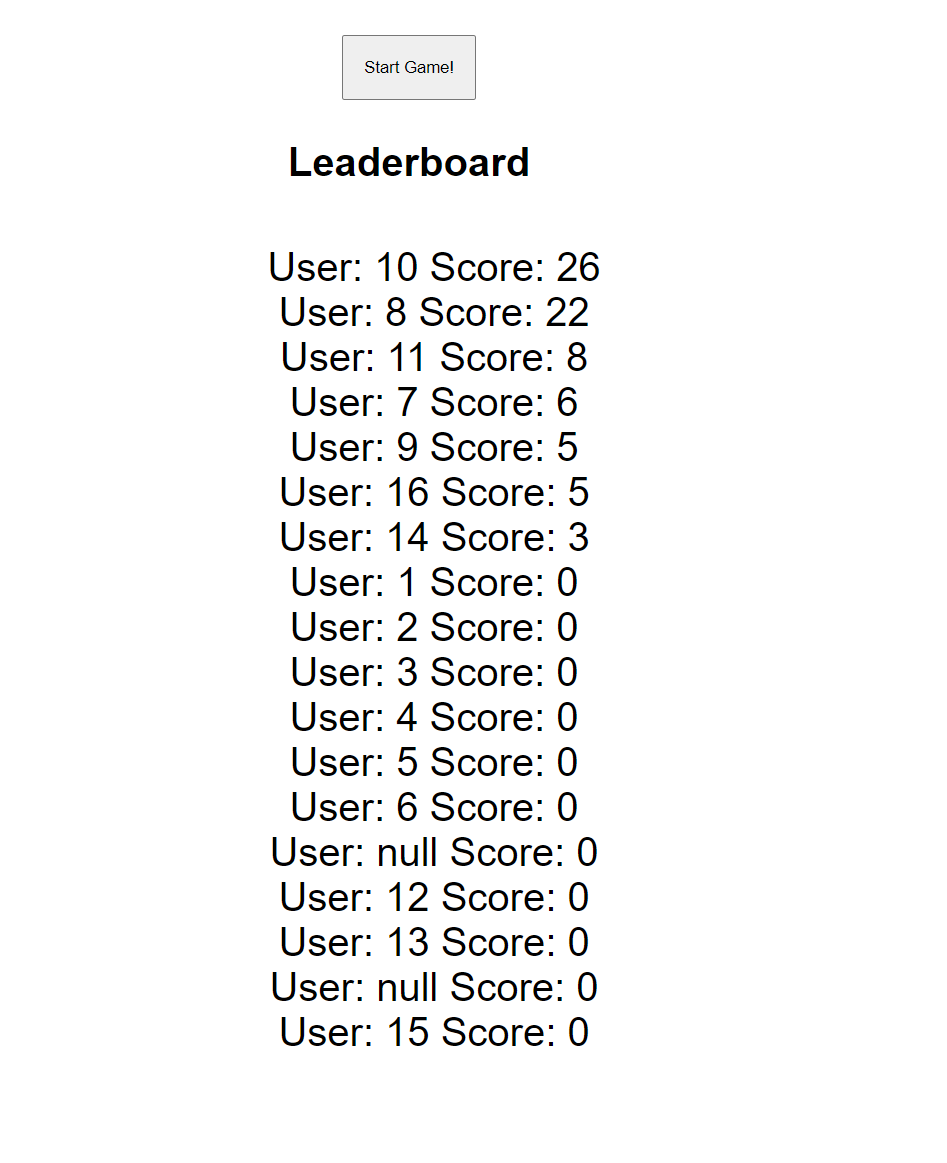 Start Game!
Leaderboard
User: 10 Score: 26
User: 8 Score: 22
User: 11 Score: 8
User: 7 Score: 6
User: 9 Score: 5
User: 16 Score: 5
User: 14 Score: 3
User: 1 Score: 0
User: 2 Score: 0
User: 3 Score: 0
User: 4 Score: 0
User: 5 Score: 0
User: 6 Score: 0
User: null Score: 0
User: 12 Score: 0
User: 13 Score: 0
User: null Score: 0
User: 15 Score: 0